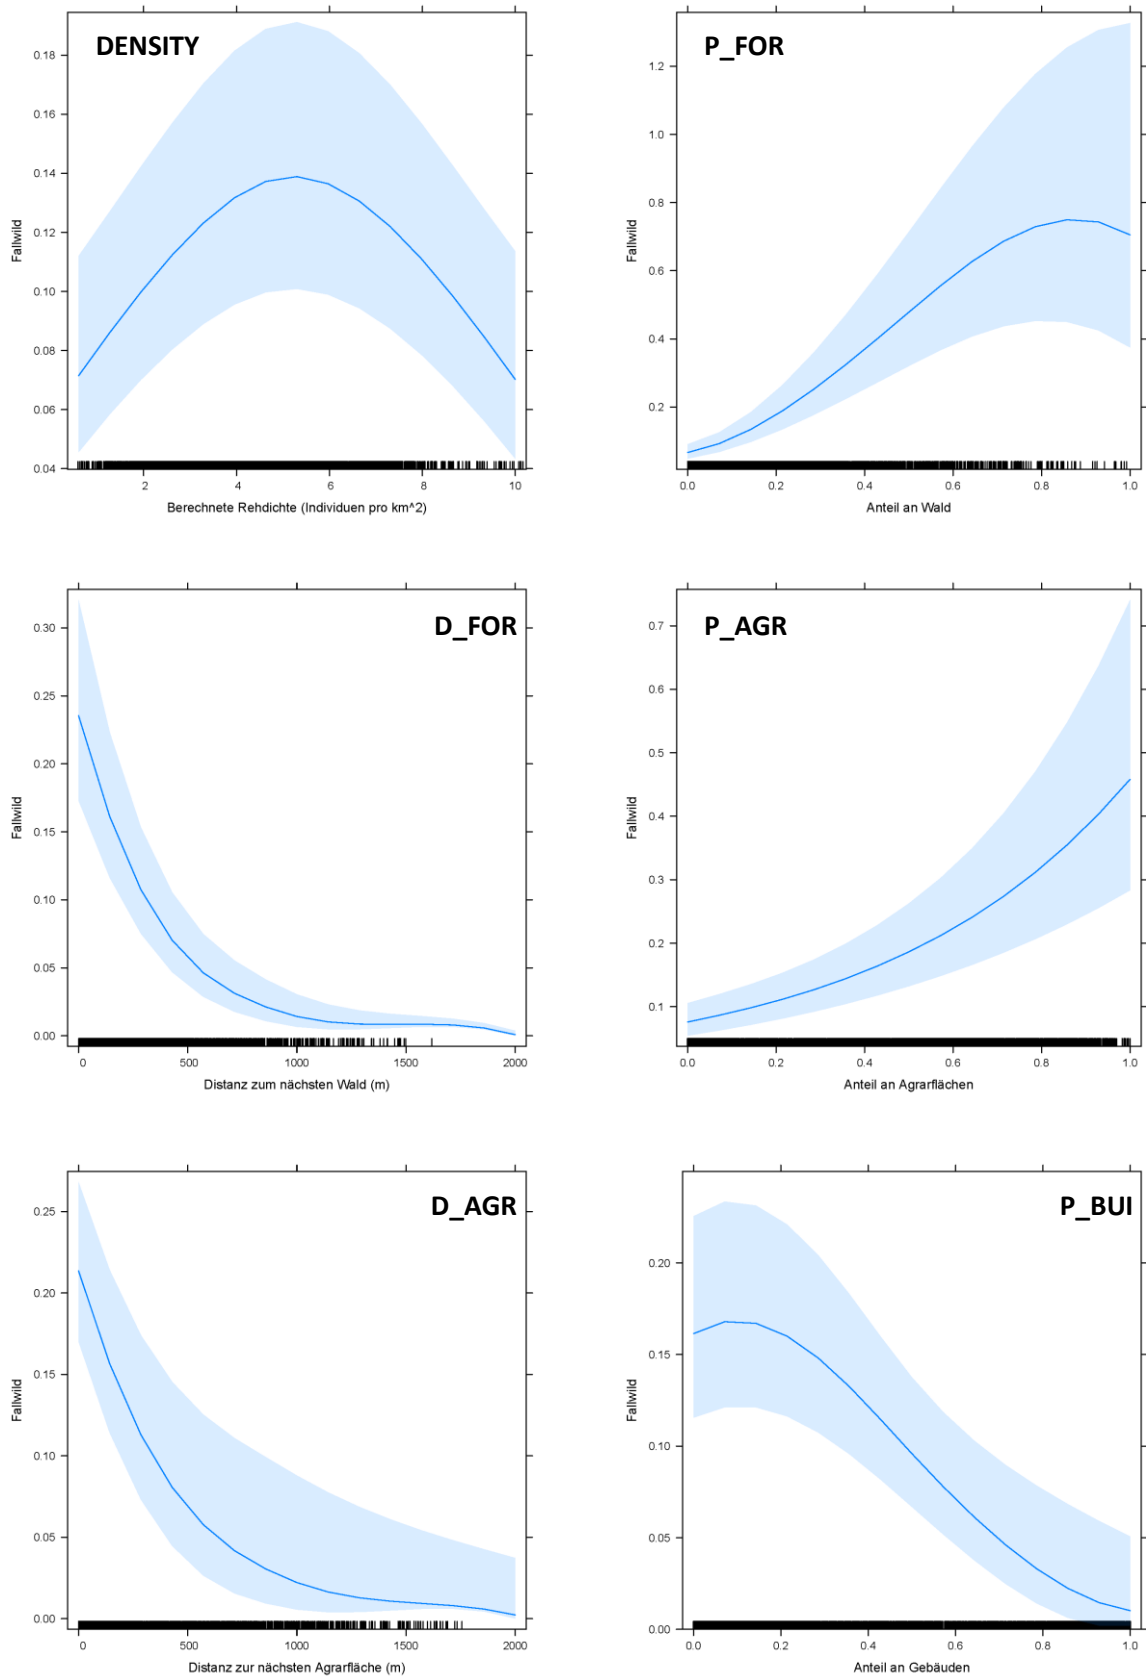 DENSITY
0.18
0.16
0.14
0.12
0.10
0.08
0.06
0.04
Fallwild
2 4 6 8 10
Berechnete Rehdichte (Individuen pro km^2)
P_FOR
1.2
1.0
0.8
0.6
0.4
0.2
Fallwild
0.0 0.2 0.4 0.6 0.8 1.0
Anteil an Wald
D_FOR
0.30
0.25
0.20
0.15
0.10
0.05
0.00
Fallwild
0 500 1000 1500 2000
Distanz zum nächsten Wald (m)
P_AGR
0.7
0.6
0.5
0.4
0.3
0.2
0.1
Fallwild
0.0 0.2 0.4 0.6 0.8 1.0
Anteil an Agrarflächen
D_AGR
0.25
0.20
0.15
0.10
0.05
0.00
Fallwild
0 500 1000 1500 2000
Distanz zur nächsten Agrarfläche (m)
P_BUI
0.20
0.15
0.10
0.05
0.00
Fallwild
0.0 0.2 0.4 0.6 0.8 1.0
Anteil an Gebäuden